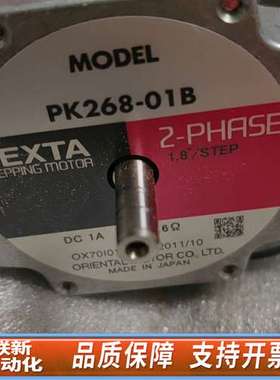 MODEL
PK268-01B
EXTA
EPPING MOTOR
2-PHASE
1.8°/STEP
DC 1A 6Ω
OX70I0 2011/10
ORIENTAL MOTOR CO., LTD.
MADE IN JAPAN
联新
动化
品质保障 支持开票